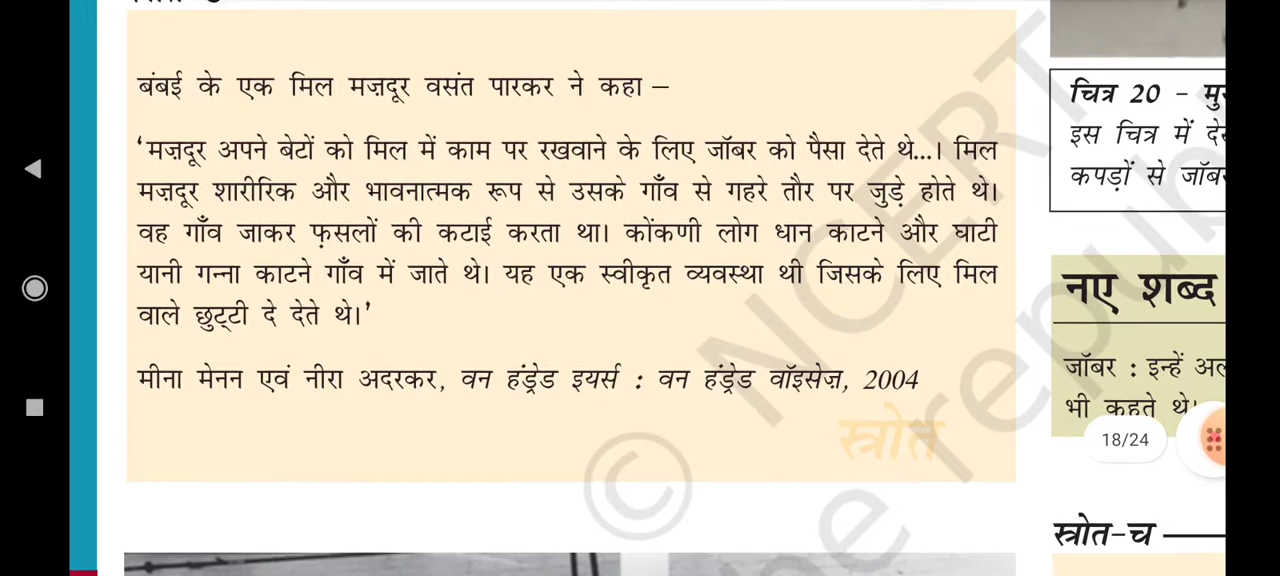 बंबई के एक मिल मज़दूर वसंत पारकर ने कहा –
'मज़दूर अपने बेटों को मिल में काम पर रखवाने के लिए जॉबर को पैसा देते थे...। मिल
मज़दूर शारीरिक और भावनात्मक रूप से उसके गाँव से गहरे तौर पर जुड़े होते थे।
वह गाँव जाकर फ़सलों की कटाई करता था। कोंकणी लोग धान काटने और घाटी
यानी गन्ना काटने गाँव में जाते थे। यह एक स्वीकृत व्यवस्था थी जिसके लिए मिल
वाले छुट्टी दे देते थे।'
मीना मेनन एवं नीरा अदरकर, वन हंड्रेड इयर्स : वन हंड्रेड वॉइसेज़, 2004
स्त्रोत
चित्र 20 –
इस चित्र में
कपड़ों से
नए शब्द
जॉबर : इन्हें
भी कहते थे
18/24
स्त्रोत-च
© NCERT